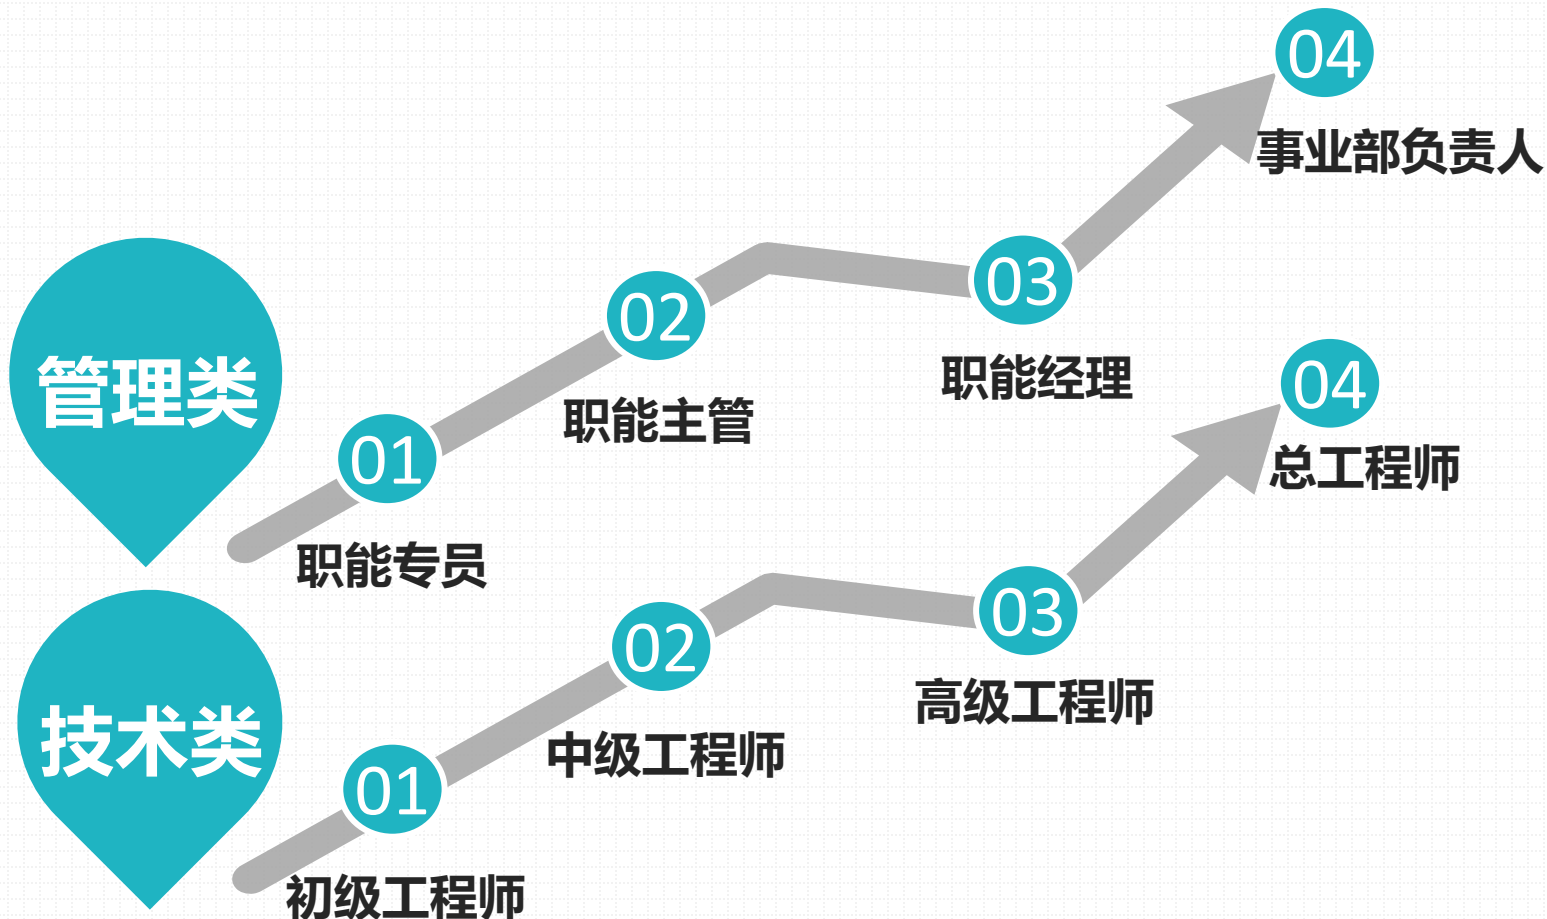 管理类
01
职能专员
02
职能主管
03
职能经理
04
事业部负责人
技术类
01
初级工程师
02
中级工程师
03
高级工程师
04
总工程师